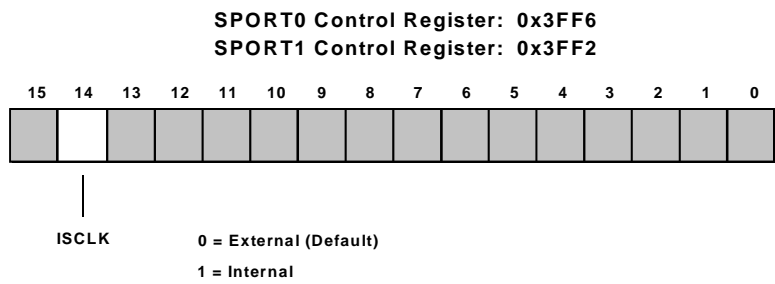 SPORT0 Control Register: 0x3FF6
SPORT1 Control Register: 0x3FF2
15 14 13 12 11 10 9 8 7 6 5 4 3 2 1 0
ISCLK 0 = External (Default)
1 = Internal